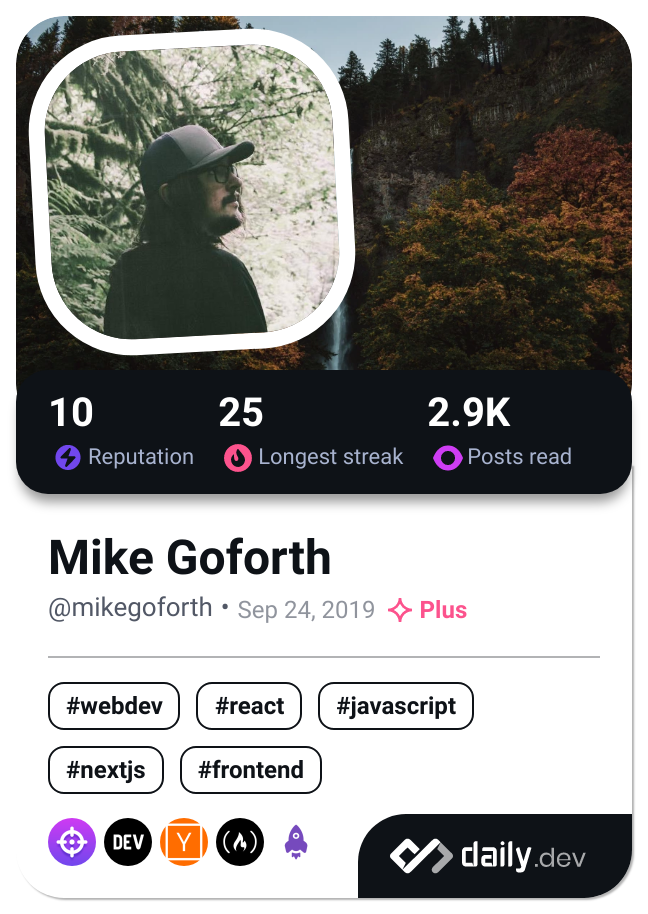 10 25 2.9K
Reputation Longest streak Posts read
Mike Goforth
@mikegoforth • Sep 24, 2019 Plus
#webdev #react #javascript
#nextjs #frontend
DEV Y daily.dev